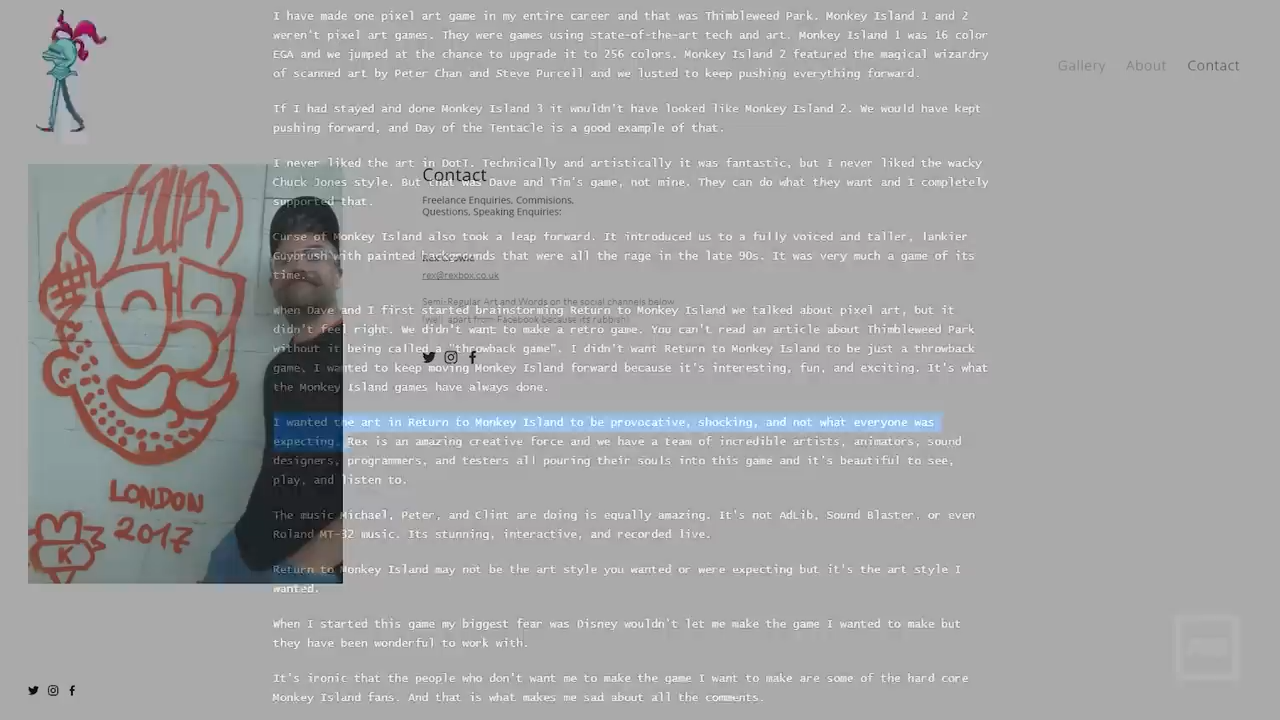 I have made one pixel art game in my entire career and that was Thimbleweed Park. Monkey Island 1 and 2
weren't pixel art games. They were games using state-of-the-art tech and art. Monkey Island 1 was 16 color
EGA and we jumped at the chance to upgrade it to 256 colors. Monkey Island 2 featured the magical wizardry
of scanned art by Peter Chan and Steve Purcell and we lusted to keep pushing everything forward.
Gallery About Contact
If I had stayed and done Monkey Island 3 it wouldn't have looked like Monkey Island 2. We would have kept
pushing forward, and Day of the Tentacle is a good example of that.
I never liked the art in DotT. Technically and artistically it was fantastic, but I never liked the wacky
Chuck Jones style. But that was Dave and Tim's game, not mine. They can do what they want and I completely
supported that.
Curse of Monkey Island also took a leap forward. It introduced us to a fully voiced and taller, lankier
Guybrush with painted backgrounds that were all the rage in the late 90s. It was very much a game of its
time.
When Dave and I first started brainstorming Return to Monkey Island we talked about pixel art, but it
didn't feel right. We didn't want to make a retro game. You can't read an article about Thimbleweed Park
without it being called a "throwback game". I didn't want Return to Monkey Island to be just a throwback
game, I wanted to keep moving Monkey Island forward because it's interesting, fun, and exciting. It's what
the Monkey Island games have always done.
I wanted the art in Return to Monkey Island to be provocative, shocking, and not what everyone was
expecting. Rex is an amazing creative force and we have a team of incredible artists, animators, sound
designers, programmers, and testers all pouring their souls into this game and it's beautiful to see,
play, and listen to.
The music Michael, Peter, and Clint are doing is equally amazing. It's not AdLib, Sound Blaster, or even
Roland MT-32 music. Its stunning, interactive, and recorded live.
Return to Monkey Island may not be the art style you wanted or were expecting but it's the art style I
wanted.
When I started this game my biggest fear was Disney wouldn't let me make the game I wanted to make but
they have been wonderful to work with.
It's ironic that the people who don't want me to make the game I want to make are some of the hard core
Monkey Island fans. And that is what makes me sad about all the comments.
Contact
Freelance Enquiries, Commisions,
Questions, Speaking Enquiries:
rex@rexbox.co.uk
Semi-Regular Art and Words on the social channels below
(well, apart from Facebook because its rubbish)
LONDON
2017
K